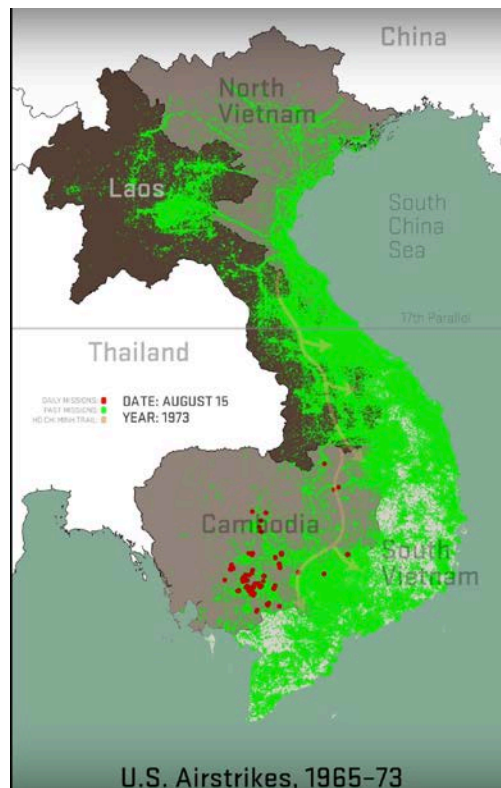 China
North
Vietnam
Laos
South
China
Sea
17th Parallel
Thailand
DAILY MISSIONS:
PAST MISSIONS:
HO CHI MINH TRAIL:
DATE: AUGUST 15
YEAR: 1973
Cambodia
South
Vietnam
U.S. Airstrikes, 1965–73